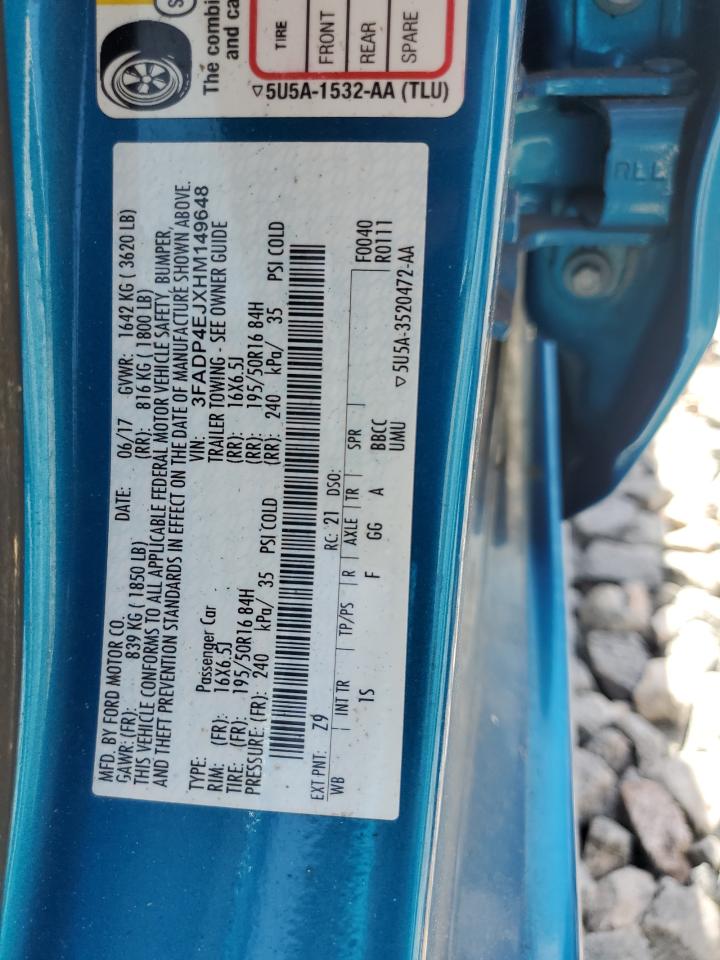 The combi
and ca
TIRE
FRONT
REAR
SPARE
▽5U5A-1532-AA (TLU)
MFD. BY FORD MOTOR CO. DATE: 06/17 GVWR: 1642 KG ( 3620 LB)
GAWR:(FR): 839 KG ( 1850 LB) (RR): 816 KG ( 1800 LB)
THIS VEHICLE CONFORMS TO ALL APPLICABLE FEDERAL MOTOR VEHICLE SAFETY, BUMPER,
AND THEFT PREVENTION STANDARDS IN EFFECT ON THE DATE OF MANUFACTURE SHOWN ABOVE.
VIN: 3FADP4EJXHM149648
TYPE: Passenger Car TRAILER TOWING - SEE OWNER GUIDE
RIM: (FR): 16X6.5J (RR): 16X6.5J
TIRE: (FR): 195/50R16 84H (RR): 195/50R16 84H
PRESSURE:(FR): 240 kPa/ 35 PSI COLD (RR): 240 kPa/ 35 PSI COLD
EXT PNT: Z9 RC: 21 DSO: F0040
WB INT TR TP/PS R AXLE TR SPR R0111
1S F GG A BBCC
UMU
▽5U5A-3520472-AA